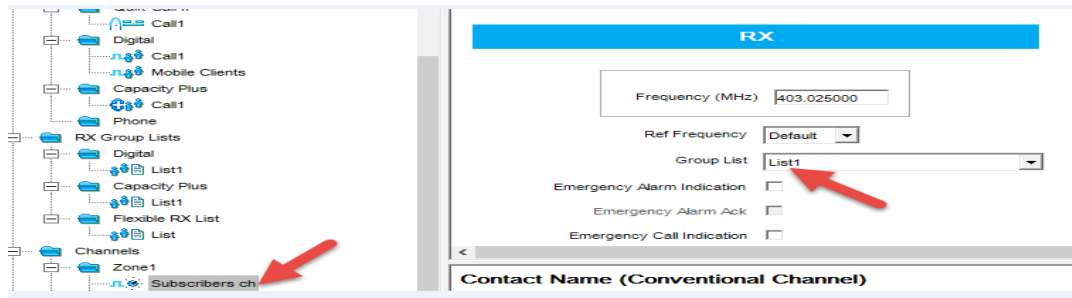 Call1
Digital
Call1
Mobile Clients
Capacity Plus
Call1
Phone
RX Group Lists
Digital
List1
Capacity Plus
List1
Flexible RX List
List
Channels
Zone1
Subscribers ch
RX
Frequency (MHz) 403.025000
Ref Frequency Default
Group List List1
Emergency Alarm Indication
Emergency Alarm Ack
Emergency Call Indication
<
Contact Name (Conventional Channel)